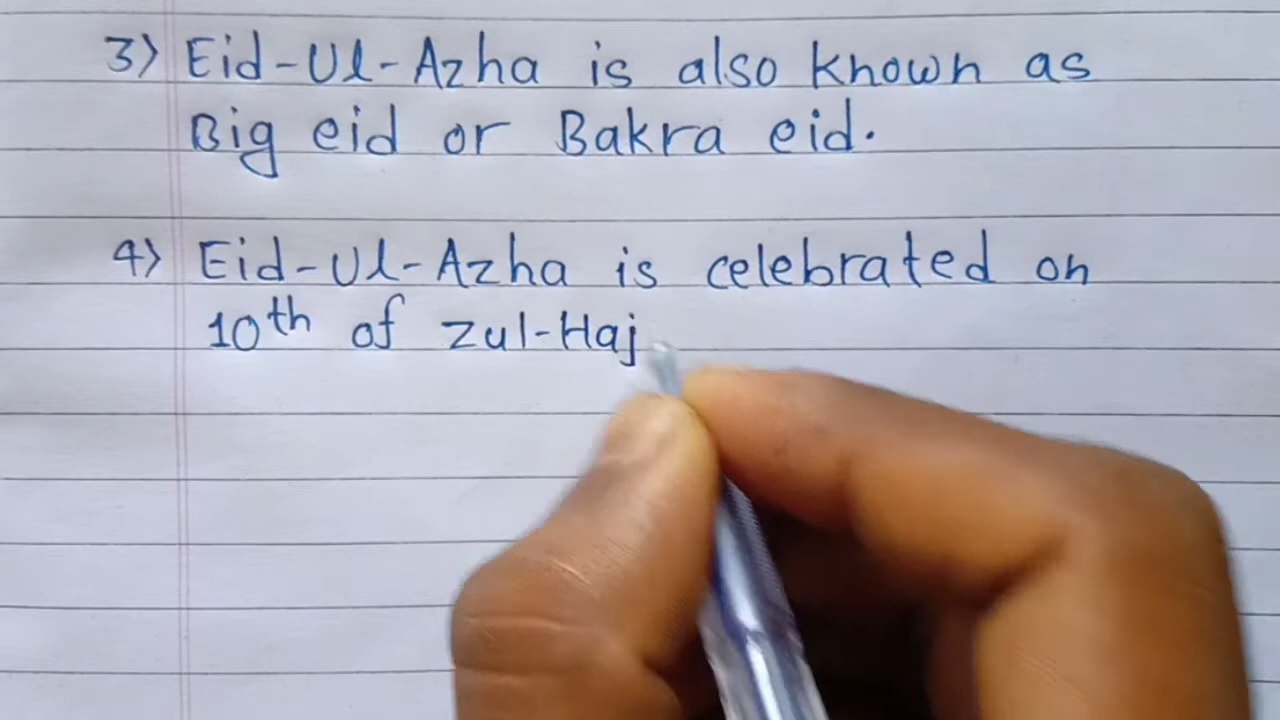 3) Eid-Ul-Azha is also known as
Big eid or Bakra eid.
4) Eid-Ul-Azha is celebrated on
10th of Zul-Haj